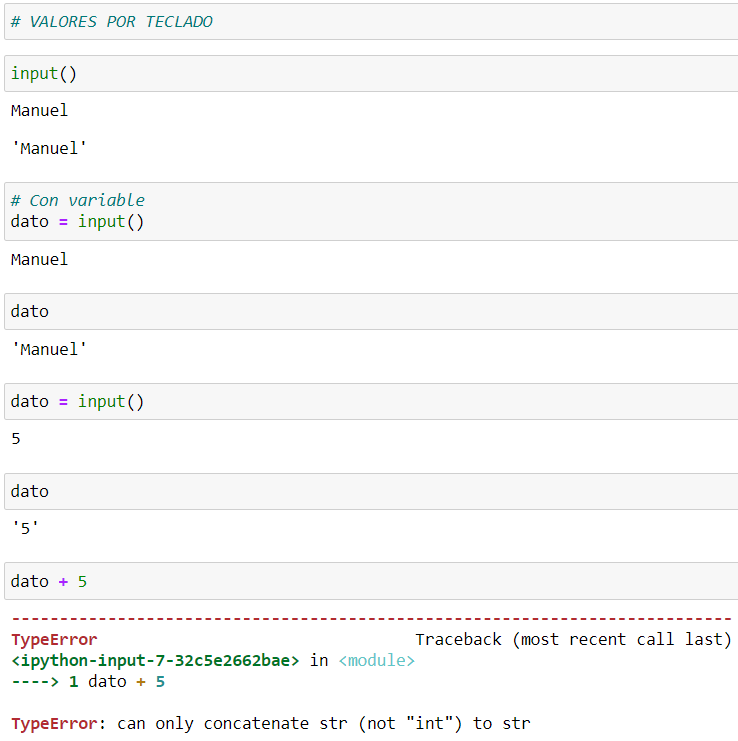 # VALORES POR TECLADO
input()
Manuel
'Manuel'
# Con variable
dato = input()
Manuel
dato
'Manuel'
dato = input()
5
dato
'5'
dato + 5
---------------------------------------------------------------------------
TypeError                                 Traceback (most recent call last)
<ipython-input-7-32c5e2662bae> in <module>
----> 1 dato + 5
TypeError: can only concatenate str (not "int") to str